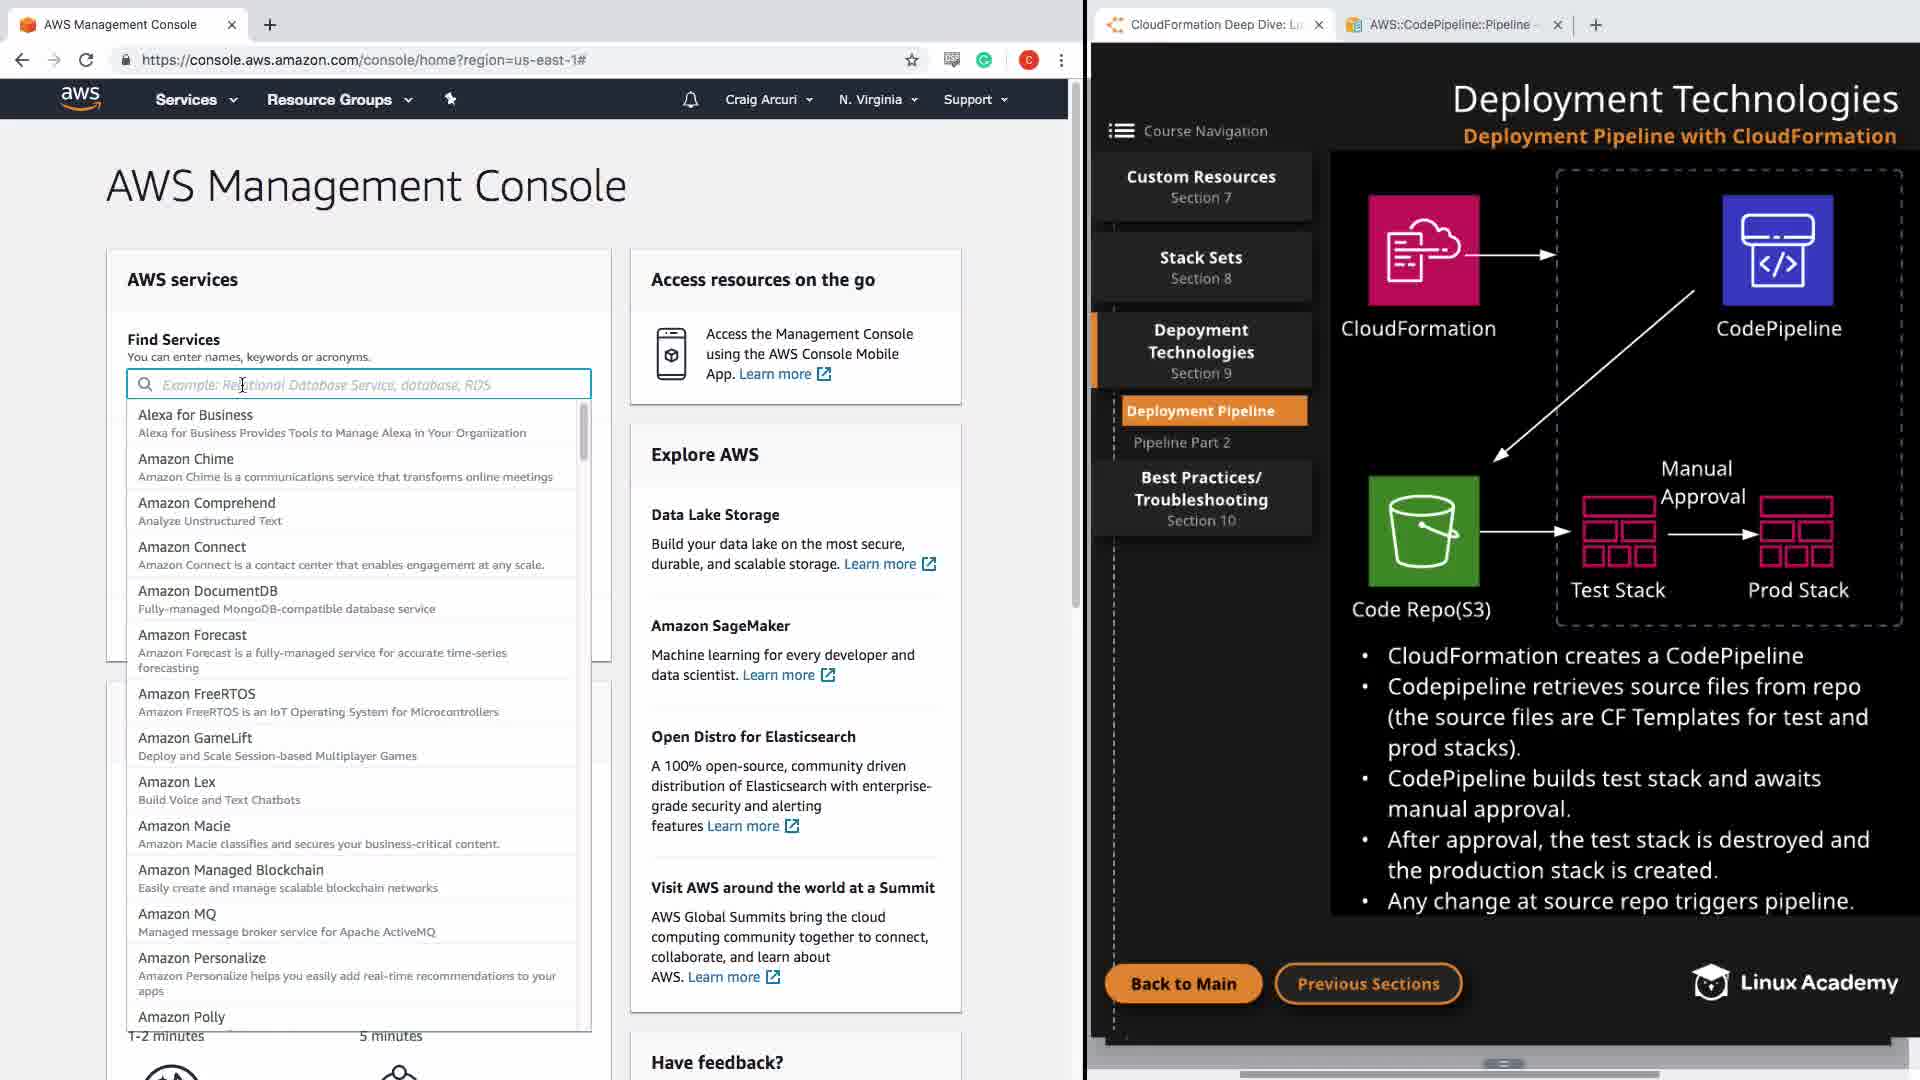 AWS Management Console
https://console.aws.amazon.com/console/home?region=us-east-1#
C
aws
Services
Resource Groups
Craig Arcuri
N. Virginia
Support
AWS Management Console
AWS services
Find Services
You can enter names, keywords or acronyms.
Example: Relational Database Service, database, RDS
Alexa for Business
Alexa for Business Provides Tools to Manage Alexa in Your Organization
Amazon Chime
Amazon Chime is a communications service that transforms online meetings
Amazon Comprehend
Analyze Unstructured Text
Amazon Connect
Amazon Connect is a contact center that enables engagement at any scale.
Amazon DocumentDB
Fully-managed MongoDB-compatible database service
Amazon Forecast
Amazon Forecast is a fully-managed service for accurate time-series
forecasting
Amazon FreeRTOS
Amazon FreeRTOS is an IoT Operating System for Microcontrollers
Amazon GameLift
Deploy and Scale Session-based Multiplayer Games
Amazon Lex
Build Voice and Text Chatbots
Amazon Macie
Amazon Macie classifies and secures your business-critical content.
Amazon Managed Blockchain
Easily create and manage scalable blockchain networks
Amazon MQ
Managed message broker service for Apache ActiveMQ
Amazon Personalize
Amazon Personalize helps you easily add real-time recommendations to your
apps
Amazon Polly
1-2 minutes
5 minutes
Access resources on the go
Access the Management Console
using the AWS Console Mobile
App. Learn more
Explore AWS
Data Lake Storage
Build your data lake on the most secure,
durable, and scalable storage. Learn more
Amazon SageMaker
Machine learning for every developer and
data scientist. Learn more
Open Distro for Elasticsearch
A 100% open-source, community driven
distribution of Elasticsearch with enterprise-
grade security and alerting
features Learn more
Visit AWS around the world at a Summit
AWS Global Summits bring the cloud
computing community together to connect,
collaborate, and learn about
AWS. Learn more
Have feedback?
CloudFormation Deep Dive: Li
AWS::CodePipeline::Pipeline -
Deployment Technologies
Deployment Pipeline with CloudFormation
Course Navigation
Custom Resources
Section 7
Stack Sets
Section 8
Depoyment
Technologies
Section 9
Deployment Pipeline
Pipeline Part 2
Best Practices/
Troubleshooting
Section 10
CloudFormation
CodePipeline
Code Repo(S3)
Manual
Approval
Test Stack
Prod Stack
• CloudFormation creates a CodePipeline
• Codepipeline retrieves source files from repo
(the source files are CF Templates for test and
prod stacks).
• CodePipeline builds test stack and awaits
manual approval.
• After approval, the test stack is destroyed and
the production stack is created.
• Any change at source repo triggers pipeline.
Back to Main
Previous Sections
Linux Academy